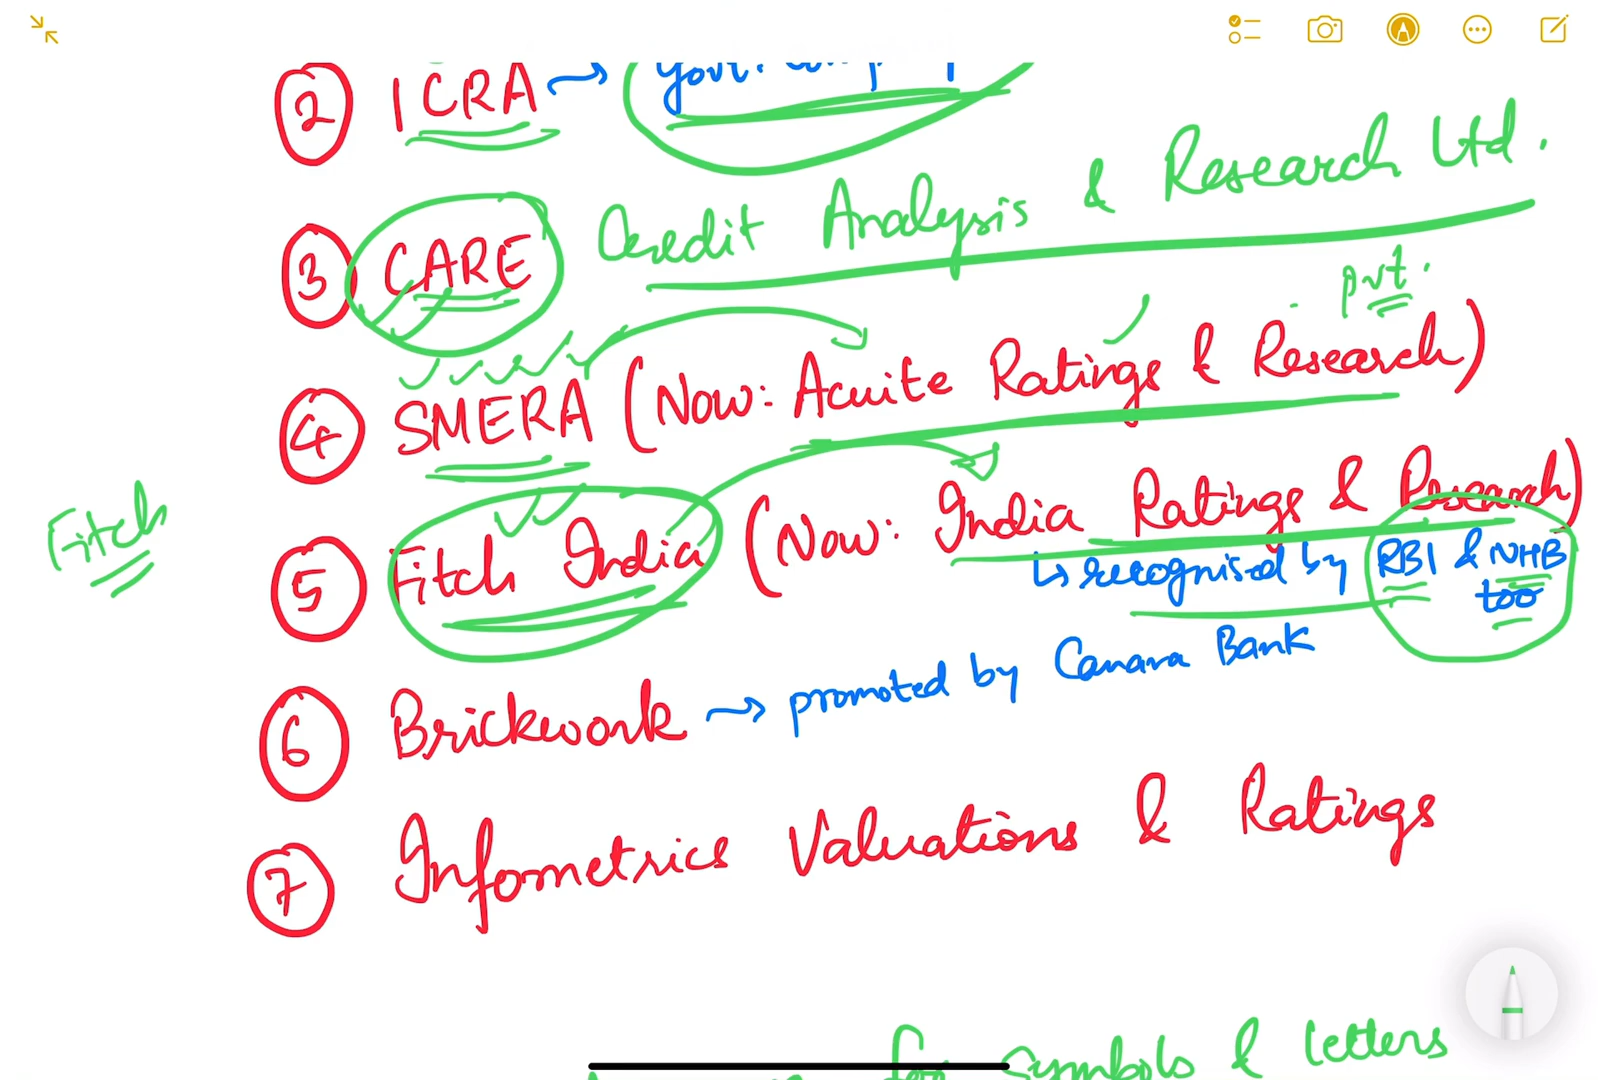 2 ICRA → govt.
Credit Analysis & Research Ltd.
3 CARE
pvt.
4 SMERA (Now: Acuite Ratings & Research)
Fitch
5 Fitch India (Now: India Ratings & Research)
↳ recognised by RBI & NHB
too
6 Brickwork → promoted by Canara Bank
7 Infometrics Valuations & Ratings
for symbols & letters